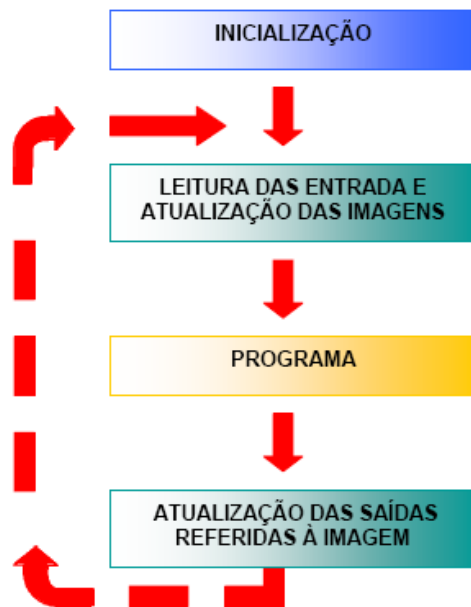 INICIALIZAÇÃO
LEITURA DAS ENTRADA E
ATUALIZAÇÃO DAS IMAGENS
PROGRAMA
ATUALIZAÇÃO DAS SAÍDAS
REFERIDAS À IMAGEM